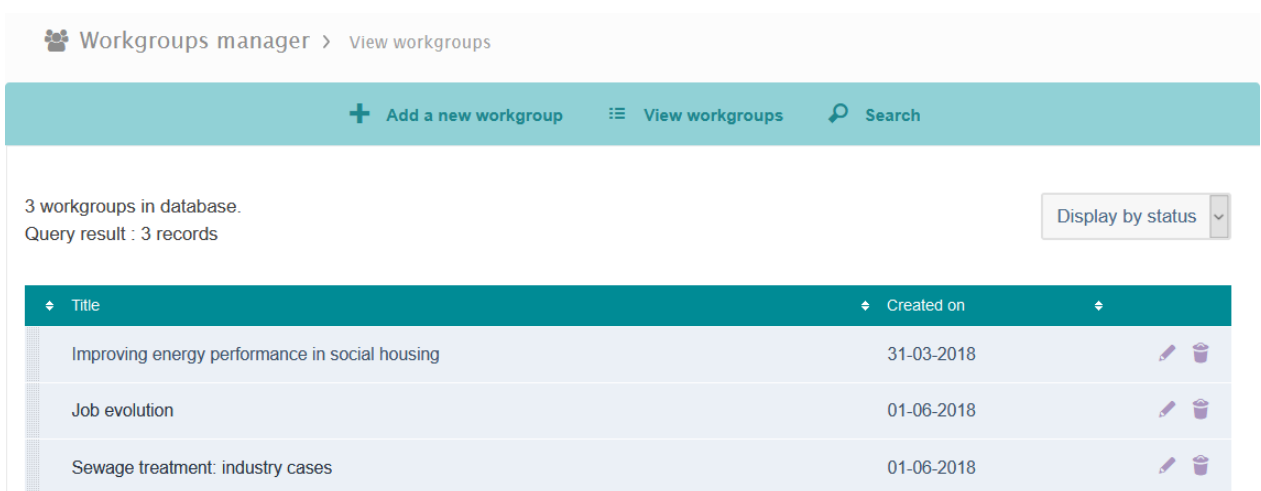 Workgroups manager > View workgroups
Add a new workgroup View workgroups Search
3 workgroups in database.
Query result : 3 records
Display by status
Title Created on
Improving energy performance in social housing 31-03-2018
Job evolution 01-06-2018
Sewage treatment: industry cases 01-06-2018